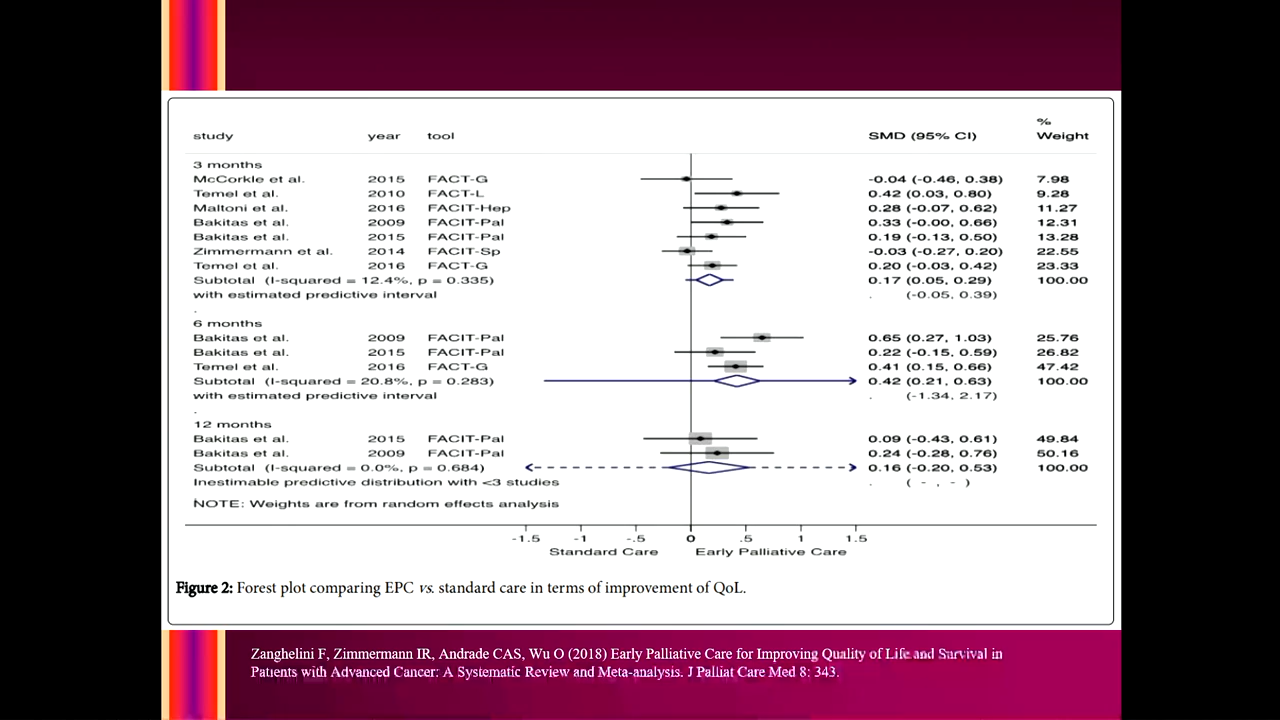 study year tool SMD (95% CI) % Weight
3 months
McCorkle et al. 2015 FACT-G -0.04 (-0.46, 0.38) 7.98
Temel et al. 2010 FACT-L 0.42 (0.03, 0.80) 9.28
Maltoni et al. 2016 FACIT-Hep 0.28 (-0.07, 0.62) 11.27
Bakitas et al. 2009 FACIT-Pal 0.33 (-0.00, 0.66) 12.31
Bakitas et al. 2015 FACIT-Pal 0.19 (-0.13, 0.50) 13.28
Zimmermann et al. 2014 FACIT-Sp -0.03 (-0.27, 0.20) 22.55
Temel et al. 2016 FACT-G 0.20 (-0.03, 0.42) 23.33
Subtotal (I-squared = 12.4%, p = 0.335) 0.17 (0.05, 0.29) 100.00
with estimated predictive interval . (-0.05, 0.39)
.
6 months
Bakitas et al. 2009 FACIT-Pal 0.65 (0.27, 1.03) 25.76
Bakitas et al. 2015 FACIT-Pal 0.22 (-0.15, 0.59) 26.82
Temel et al. 2016 FACT-G 0.41 (0.15, 0.66) 47.42
Subtotal (I-squared = 20.8%, p = 0.283) 0.42 (0.21, 0.63) 100.00
with estimated predictive interval . (-1.34, 2.17)
.
12 months
Bakitas et al. 2015 FACIT-Pal 0.09 (-0.43, 0.61) 49.84
Bakitas et al. 2009 FACIT-Pal 0.24 (-0.28, 0.76) 50.16
Subtotal (I-squared = 0.0%, p = 0.684) 0.16 (-0.20, 0.53) 100.00
Inestimable predictive distribution with <3 studies . ( - , - )
.
NOTE: Weights are from random effects analysis
-1.5 -1 -.5 0 .5 1 1.5
Standard Care Early Palliative Care
Figure 2: Forest plot comparing EPC vs. standard care in terms of improvement of QoL.
Zanghelini F, Zimmermann IR, Andrade CAS, Wu O (2018) Early Palliative Care for Improving Quality of Life and Survival in
Patients with Advanced Cancer: A Systematic Review and Meta-analysis. J Palliat Care Med 8: 343.